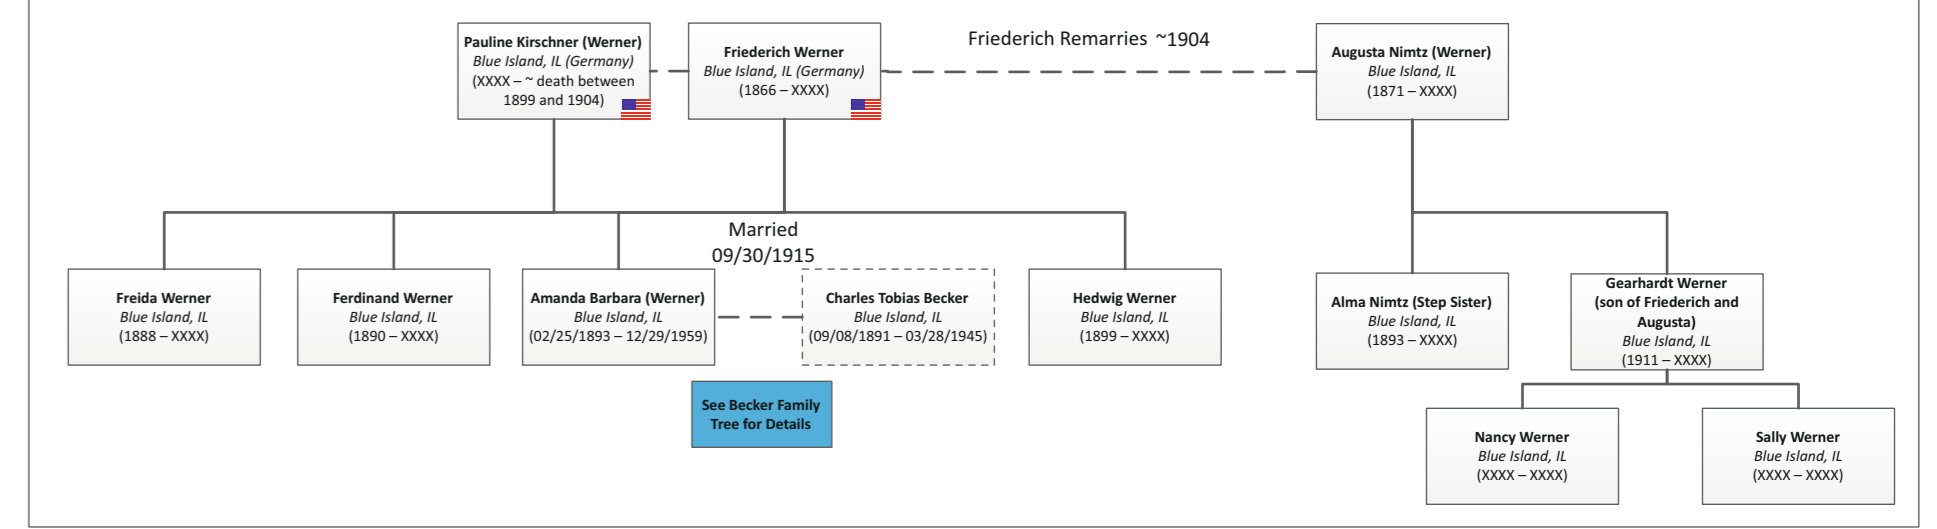 Pauline Kirschner (Werner)
Blue Island, IL (Germany)
(XXXX – ~ death between
1899 and 1904)
Friederich Werner
Blue Island, IL (Germany)
(1866 – XXXX)
Friederich Remarries ~1904
Augusta Nimtz (Werner)
Blue Island, IL
(1871 – XXXX)
Married
09/30/1915
Freida Werner
Blue Island, IL
(1888 – XXXX)
Ferdinand Werner
Blue Island, IL
(1890 – XXXX)
Amanda Barbara (Werner)
Blue Island, IL
(02/25/1893 – 12/29/1959)
Charles Tobias Becker
Blue Island, IL
(09/08/1891 – 03/28/1945)
Hedwig Werner
Blue Island, IL
(1899 – XXXX)
Alma Nimtz (Step Sister)
Blue Island, IL
(1893 – XXXX)
Gearhardt Werner
(son of Friederich and
Augusta)
Blue Island, IL
(1911 – XXXX)
See Becker Family
Tree for Details
Nancy Werner
Blue Island, IL
(XXXX – XXXX)
Sally Werner
Blue Island, IL
(XXXX – XXXX)